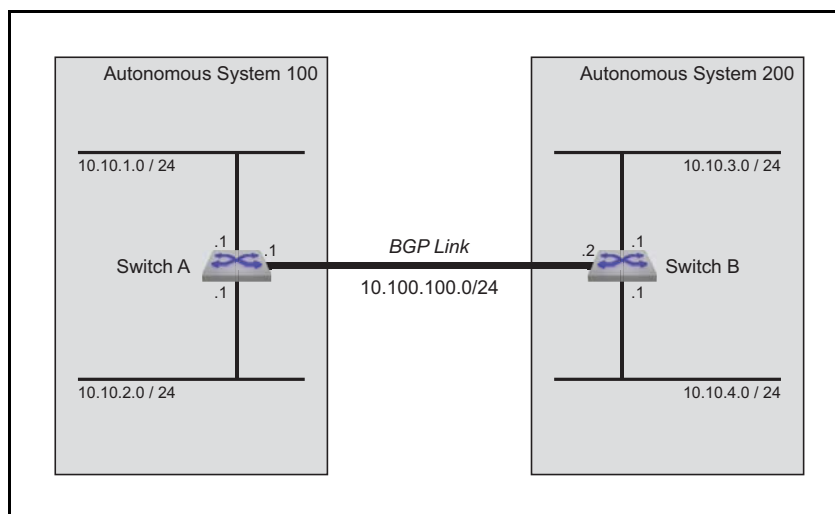 Autonomous System 100
Autonomous System 200
10.10.1.0 / 24
10.10.3.0 / 24
.1
.1
BGP Link
.2
.1
Switch A
Switch B
.1
10.100.100.0/24
.1
10.10.2.0 / 24
10.10.4.0 / 24